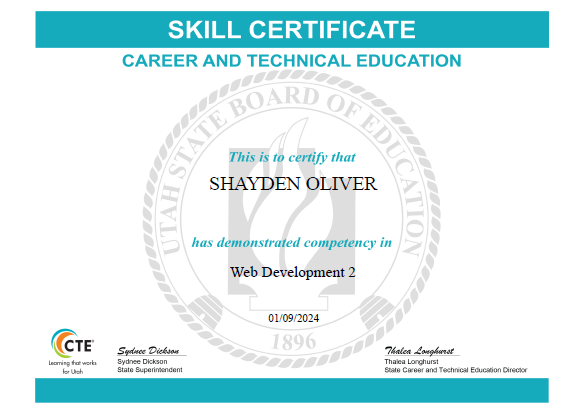 SKILL CERTIFICATE
CAREER AND TECHNICAL EDUCATION
UTAH STATE BOARD OF EDUCATION
This is to certify that
SHAYDEN OLIVER
has demonstrated competency in
Web Development 2
01/09/2024
1896
CTE
Learning that works
for Utah
Sydnee Dickson
Sydnee Dickson
State Superintendent
Thalea Longhurst
Thalea Longhurst
State Career and Technical Education Director